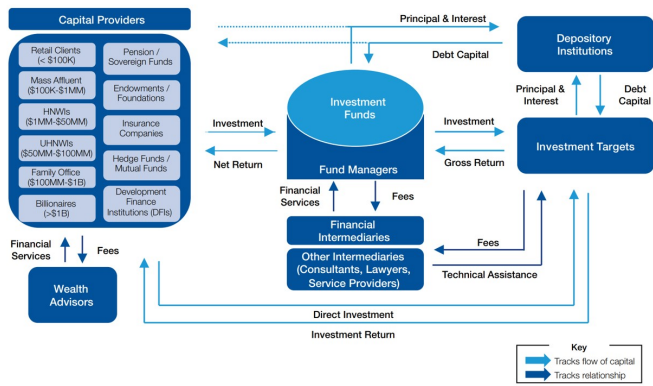 Capital Providers
Retail Clients
(< $100K)
Mass Affluent
($100K-$1MM)
HNWIs
($1MM-$50MM)
UHNWIs
($50MM-$100MM)
Family Office
($100MM-$1B)
Billionaires
(>$1B)
Pension /
Sovereign Funds
Endowments /
Foundations
Insurance
Companies
Hedge Funds /
Mutual Funds
Development
Finance
Institutions (DFIs)
Financial
Services
Fees
Wealth
Advisors
Principal & Interest
Debt Capital
Investment
Net Return
Investment
Funds
Fund Managers
Financial
Services
Fees
Financial
Intermediaries
Other Intermediaries
(Consultants, Lawyers,
Service Providers)
Investment
Gross Return
Depository
Institutions
Principal &
Interest
Debt
Capital
Investment Targets
Fees
Technical Assistance
Direct Investment
Investment Return
Key
Tracks flow of capital
Tracks relationship